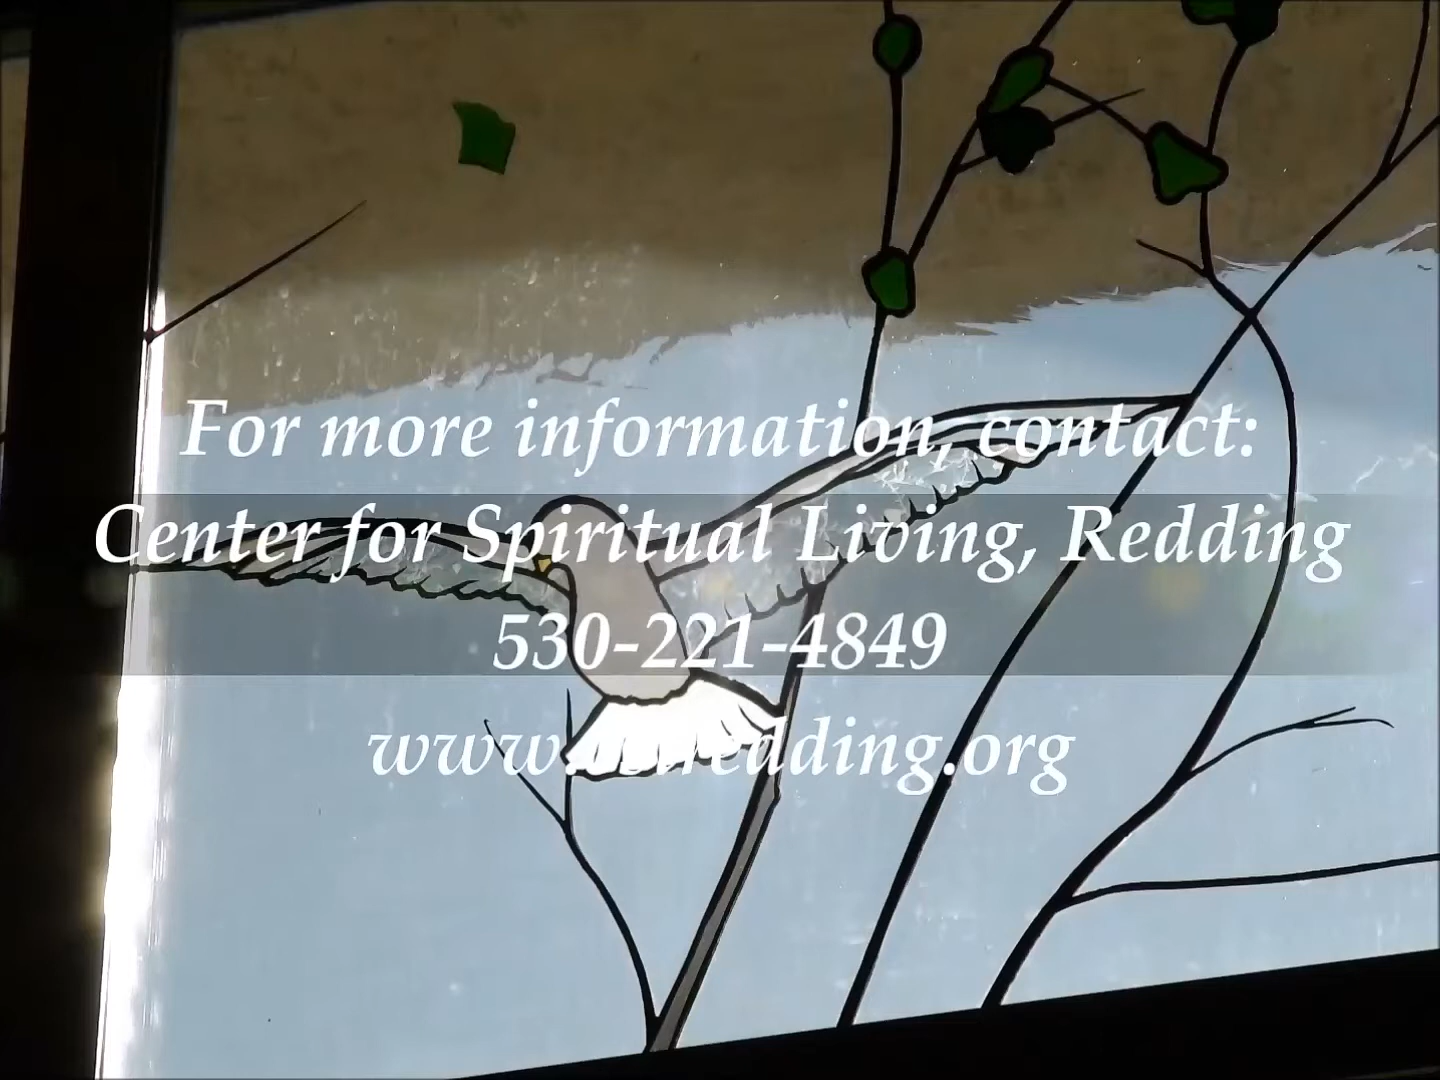 For more information, contact:
Center for Spiritual Living, Redding
530-221-4849